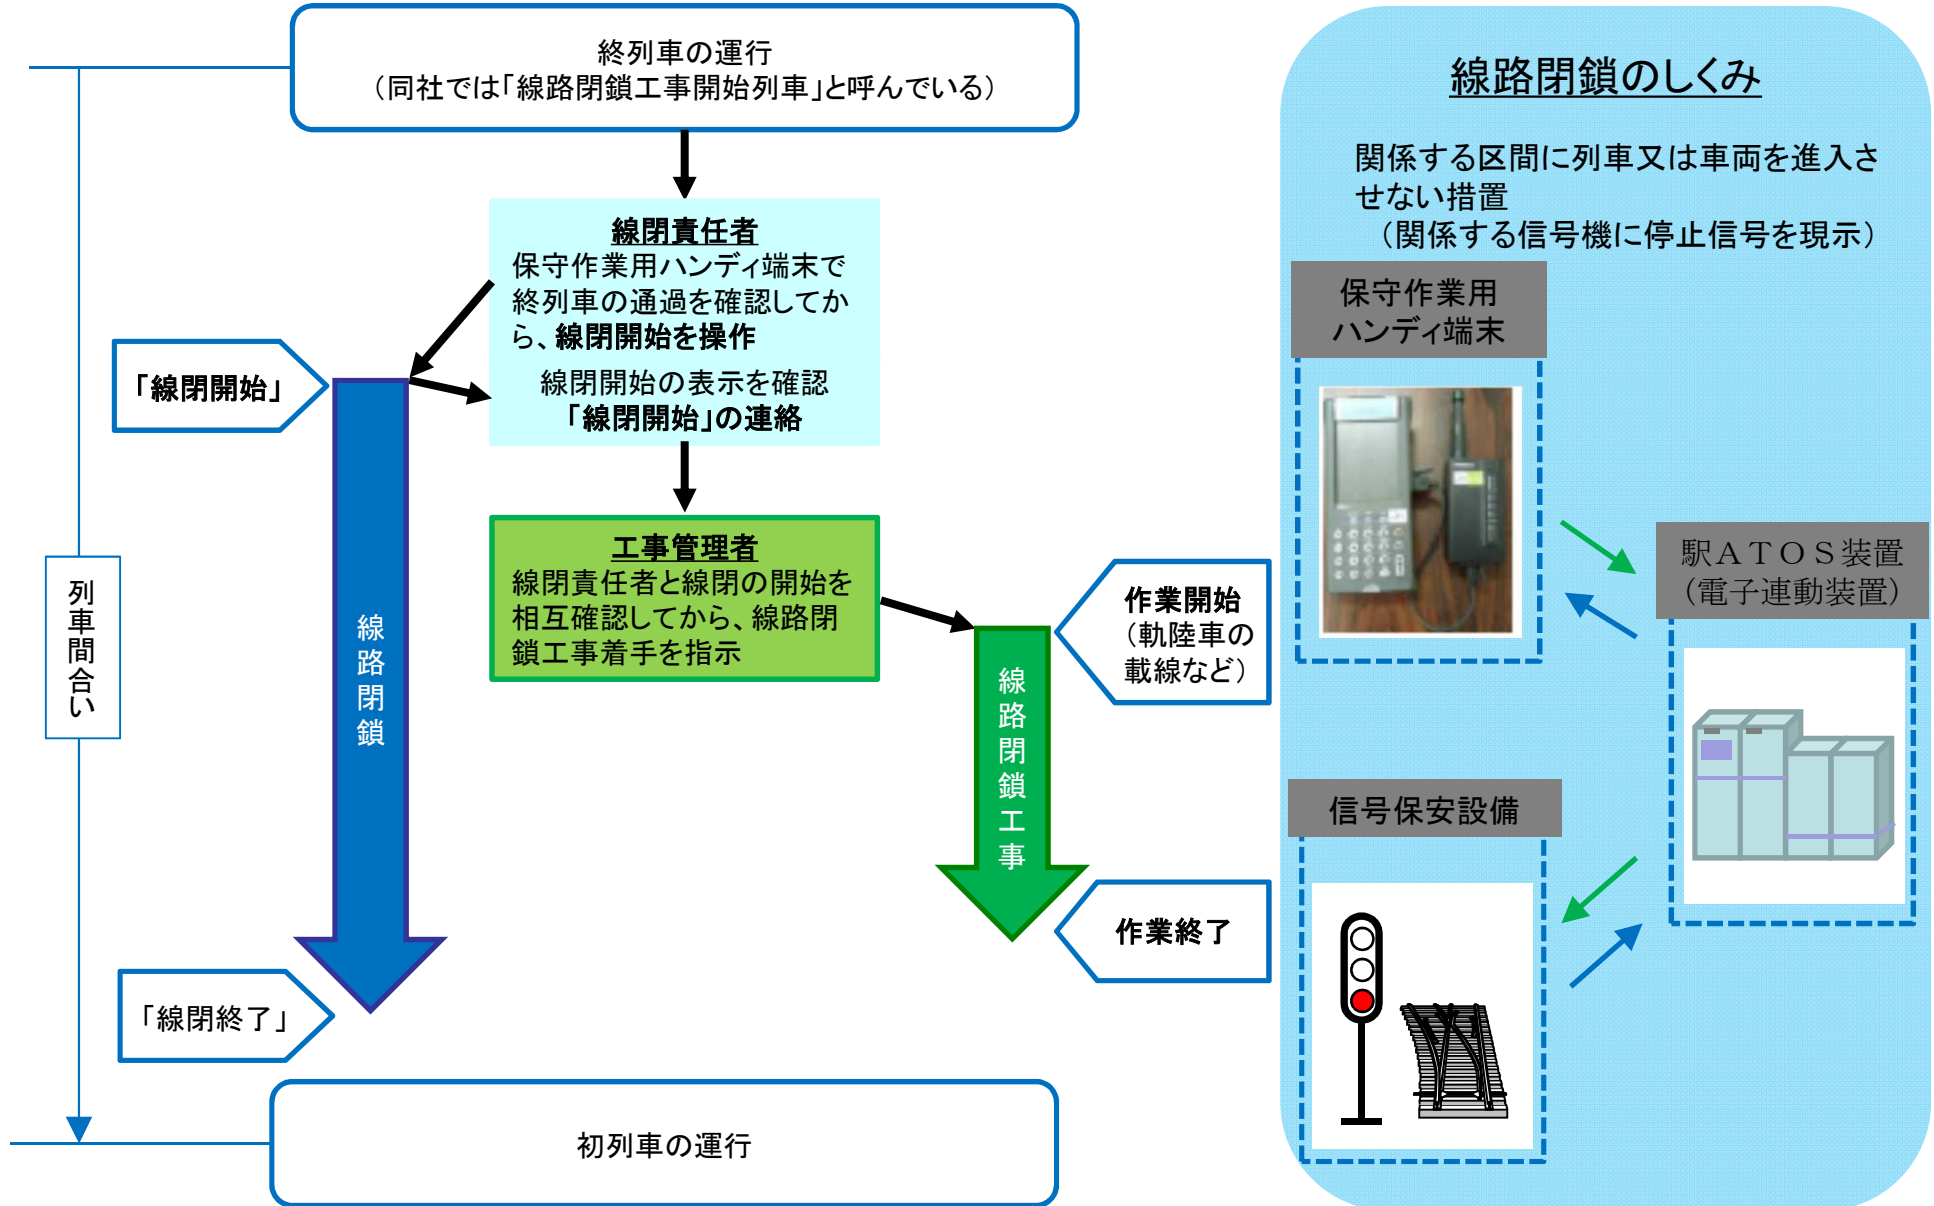 終列車の運行
（同社では「線路閉鎖工事開始列車」と呼んでいる）
線閉責任者
保守作業用ハンディ端末で
終列車の通過を確認してか
ら、線閉開始を操作
線閉開始の表示を確認
「線閉開始」の連絡
「線閉開始」
工事管理者
線閉責任者と線閉の開始を
相互確認してから、線路閉
鎖工事着手を指示
列車間合い
線路閉鎖
線路閉鎖工事
作業開始
（軌陸車の
載線など）
作業終了
「線閉終了」
初列車の運行
線路閉鎖のしくみ
関係する区間に列車又は車両を進入さ
せない措置
（関係する信号機に停止信号を現示）
保守作業用
ハンディ端末
駅ＡＴＯＳ装置
（電子連動装置）
信号保安設備